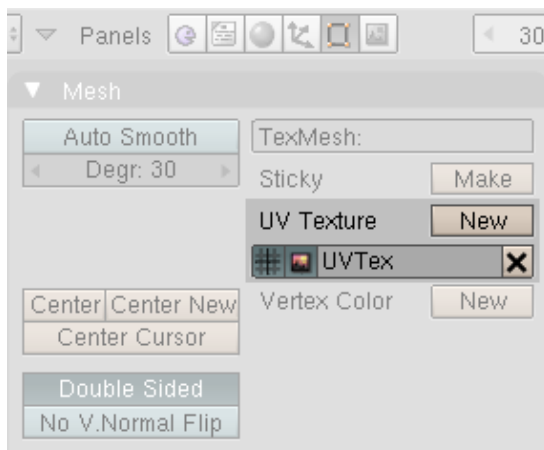 Panels 30
Mesh
Auto Smooth
Degr: 30
TexMesh:
Sticky Make
UV Texture New
UVTex
Vertex Color New
Center Center New
Center Cursor
Double Sided
No V.Normal Flip